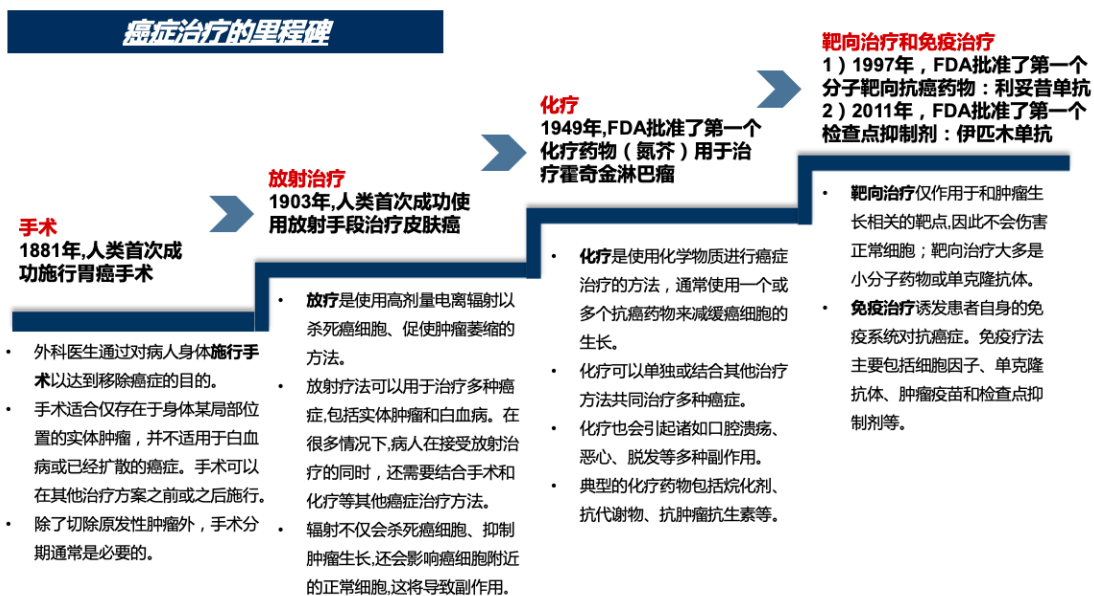 癌症治疗的里程碑
手术
1881年,人类首次成
功施行胃癌手术
• 外科医生通过对病人身体施行手
术以达到移除癌症的目的。
• 手术适合仅存在于身体某局部位
置的实体肿瘤，并不适用于白血
病或已经扩散的癌症。手术可以
在其他治疗方案之前或之后施行。
• 除了切除原发性肿瘤外，手术分
期通常是必要的。
放射治疗
1903年,人类首次成功使
用放射手段治疗皮肤癌
• 放疗是使用高剂量电离辐射以
杀死癌细胞、促使肿瘤萎缩的
方法。
• 放射疗法可以用于治疗多种癌
症,包括实体肿瘤和白血病。在
很多情况下,病人在接受放射治
疗的同时，还需要结合手术和
化疗等其他癌症治疗方法。
• 辐射不仅会杀死癌细胞、抑制
肿瘤生长,还会影响癌细胞附近
的正常细胞,这将导致副作用。
化疗
1949年,FDA批准了第一个
化疗药物（氮芥）用于治
疗霍奇金淋巴瘤
• 化疗是使用化学物质进行癌症
治疗的方法，通常使用一个或
多个抗癌药物来减缓癌细胞的
生长。
• 化疗可以单独或结合其他治疗
方法共同治疗多种癌症。
• 化疗也会引起诸如口腔溃疡、
恶心、脱发等多种副作用。
• 典型的化疗药物包括烷化剂、
抗代谢物、抗肿瘤抗生素等。
靶向治疗和免疫治疗
1）1997年，FDA批准了第一个
分子靶向抗癌药物：利妥昔单抗
2）2011年，FDA批准了第一个
检查点抑制剂：伊匹木单抗
• 靶向治疗仅作用于和肿瘤生
长相关的靶点,因此不会伤害
正常细胞；靶向治疗大多是
小分子药物或单克隆抗体。
• 免疫治疗诱发患者自身的免
疫系统对抗癌症。免疫疗法
主要包括细胞因子、单克隆
抗体、肿瘤疫苗和检查点抑
制剂等。